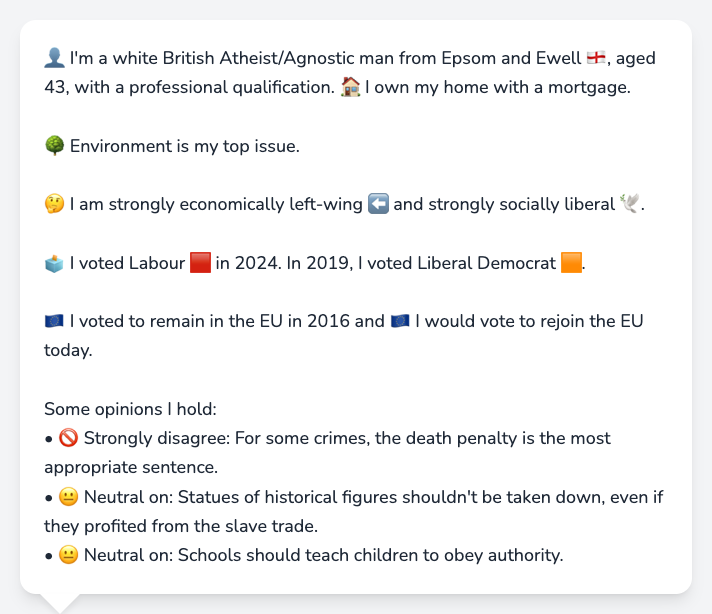 👤 I'm a white British Atheist/Agnostic man from Epsom and Ewell 🏴󠁧󠁢󠁥󠁮󠁧󠁿, aged
43, with a professional qualification. 🏠 I own my home with a mortgage.
🌳 Environment is my top issue.
🤔 I am strongly economically left-wing ⬅️ and strongly socially liberal 🕊️.
🗳️ I voted Labour 🟥 in 2024. In 2019, I voted Liberal Democrat 🟧.
🇪🇺 I voted to remain in the EU in 2016 and 🇪🇺 I would vote to rejoin the EU
today.
Some opinions I hold:
• 🚫 Strongly disagree: For some crimes, the death penalty is the most
appropriate sentence.
• 😐 Neutral on: Statues of historical figures shouldn't be taken down, even if
they profited from the slave trade.
• 😐 Neutral on: Schools should teach children to obey authority.